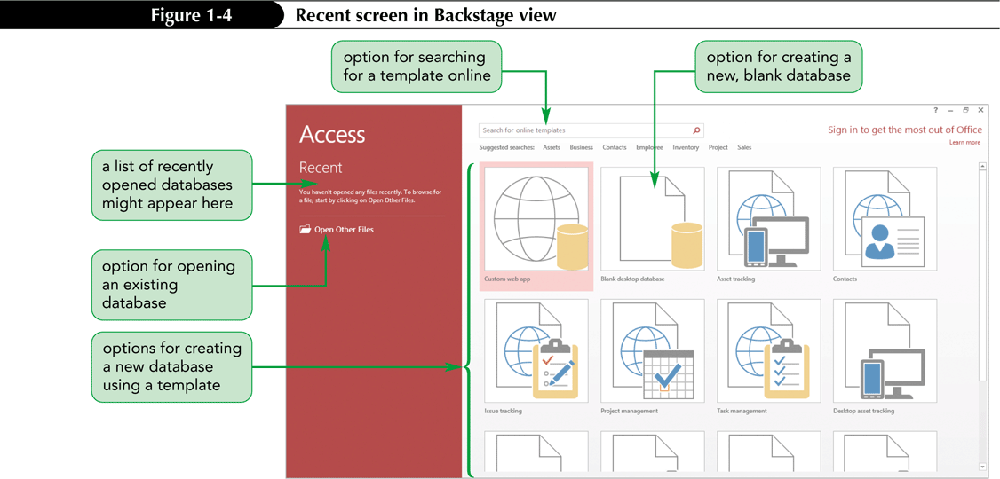 Figure 1-4 Recent screen in Backstage view
option for searching
for a template online
option for creating a
new, blank database
?
Access
Search for online templates
Sign in to get the most out of Office
Learn more
Suggested searches: Assets Business Contacts Employee Inventory Project Sales
a list of recently
opened databases
might appear here
Recent
You haven't opened any files recently. To browse for
a file, start by clicking on Open Other Files.
Open Other Files
option for opening
an existing
database
options for creating
a new database
using a template
Custom web app
Blank desktop database
Asset tracking
Contacts
Issue tracking
Project management
Task management
Desktop asset tracking